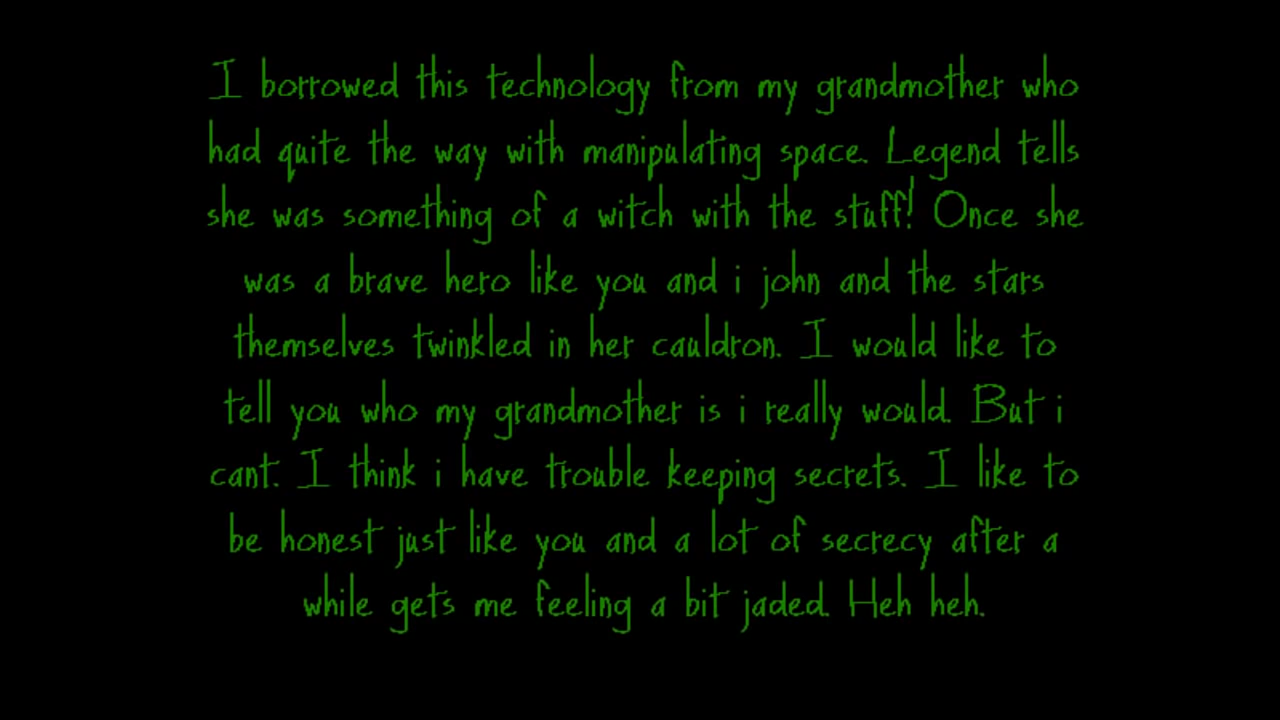 I borrowed this technology from my grandmother who
had quite the way with manipulating space. Legend tells
she was something of a witch with the stuff! Once she
was a brave hero like you and i john and the stars
themselves twinkled in her cauldron. I would like to
tell you who my grandmother is i really would. But i
cant. I think i have trouble keeping secrets. I like to
be honest just like you and a lot of secrecy after a
while gets me feeling a bit jaded. Heh heh.